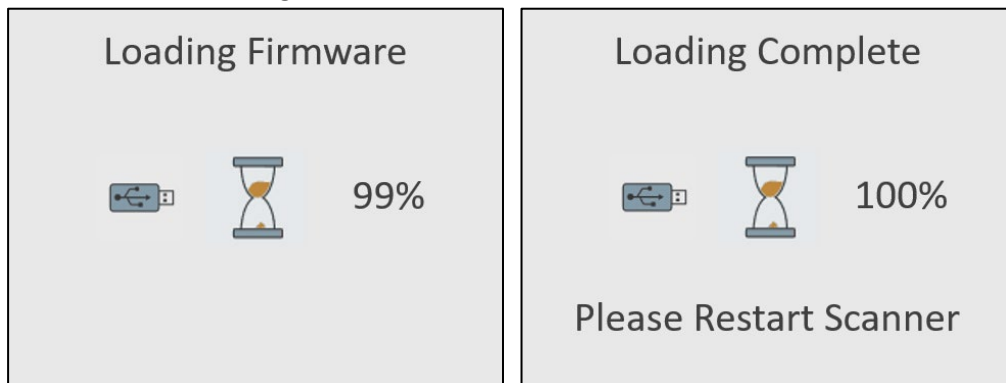 Loading Firmware
99%
Loading Complete
100%
Please Restart Scanner